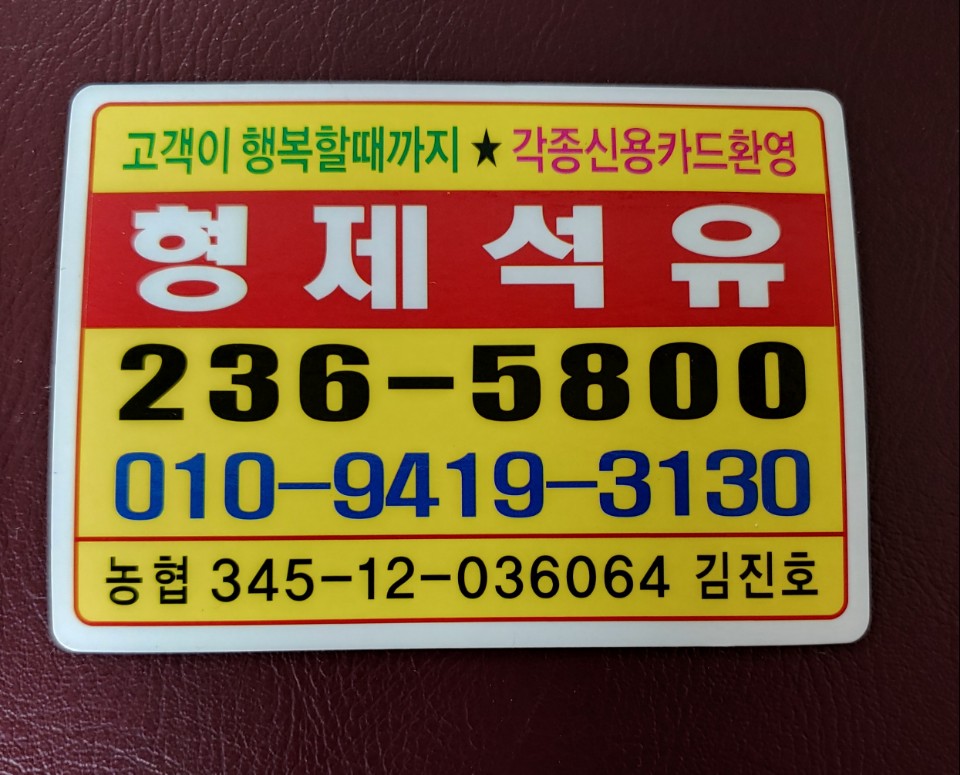 고객이 행복할때까지 ★ 각종신용카드환영
형제석유
236-5800
010-9419-3130
농협 345-12-036064 김진호